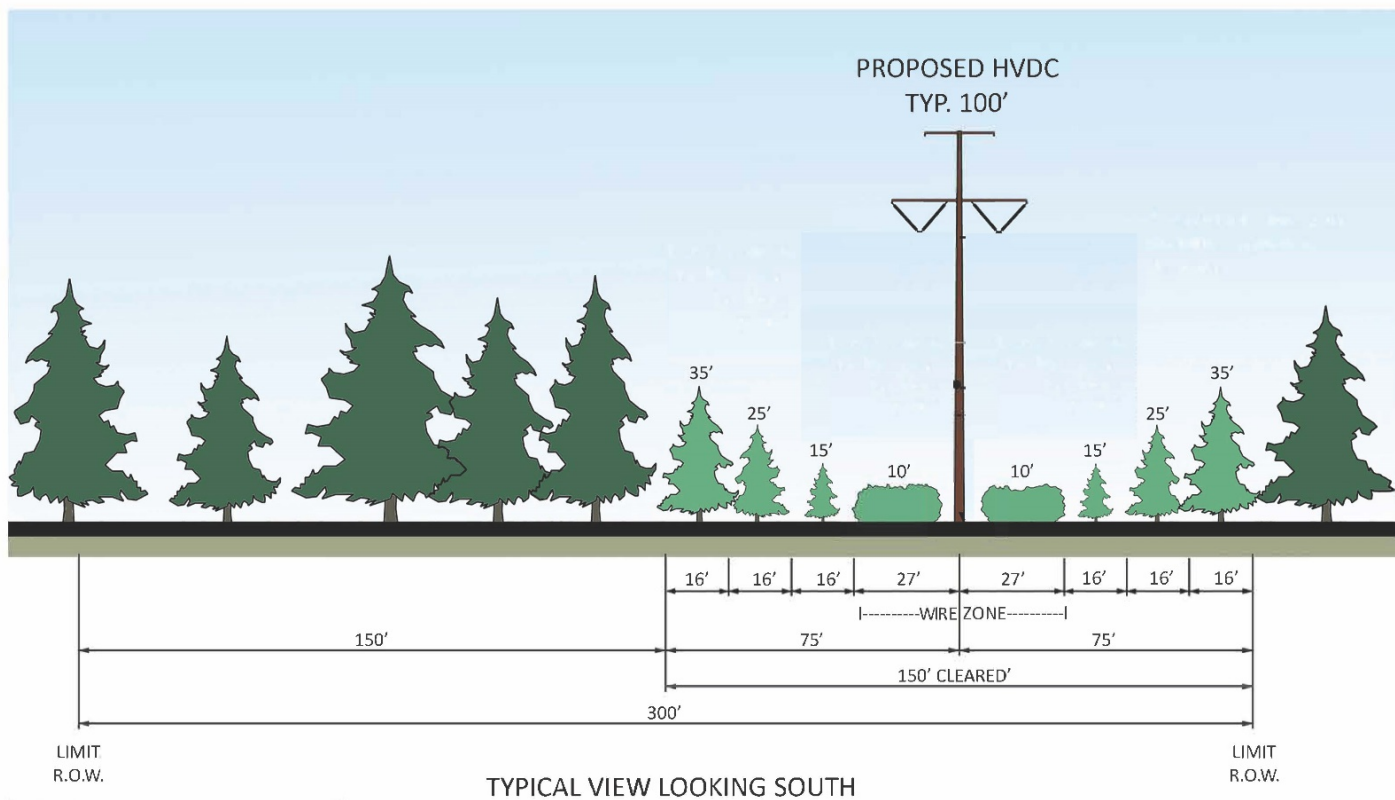 PROPOSED HVDC
TYP. 100’
35’
25’
15’
10’
10’
15’
25’
35’
16’ 16’ 16’ 27’ 27’ 16’ 16’ 16’
I----------WIRE ZONE----------I
150’ 75’ 75’
150’ CLEARED’
300’
LIMIT
R.O.W.
LIMIT
R.O.W.
TYPICAL VIEW LOOKING SOUTH